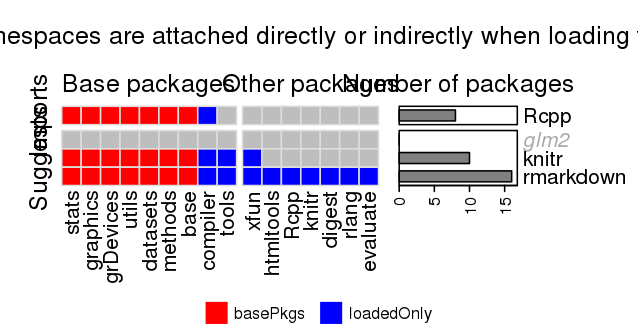 nespaces are attached directly or indirectly when loading
Base packages
Other packages
Number of packages
Imports
Suggests
Rcpp
glm2
knitr
rmarkdown
stats
graphics
grDevices
utils
datasets
methods
base
compiler
tools
xfun
htmltools
Rcpp
knitr
digest
rlang
evaluate
0
5
10
15
basePkgs
loadedOnly